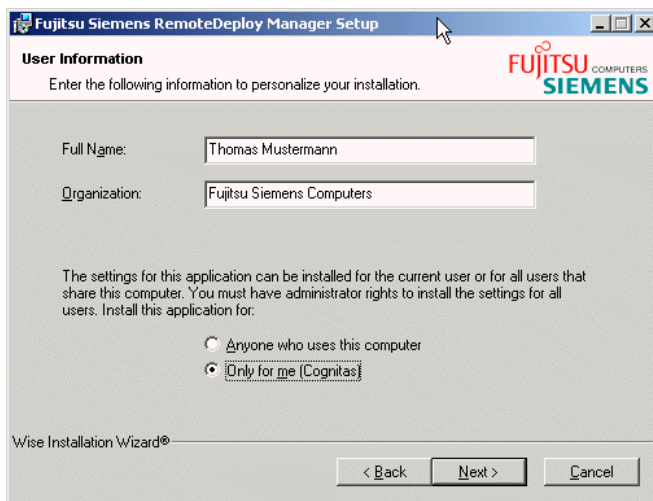 Fujitsu Siemens RemoteDeploy Manager Setup
User Information
Enter the following information to personalize your installation.
FUJITSU COMPUTERS
SIEMENS
Full Name:
Thomas Mustermann
Organization:
Fujitsu Siemens Computers
The settings for this application can be installed for the current user or for all users that
share this computer. You must have administrator rights to install the settings for all
users. Install this application for:
Anyone who uses this computer
Only for me (Cognitas)
Wise Installation Wizard®
< Back
Next >
Cancel